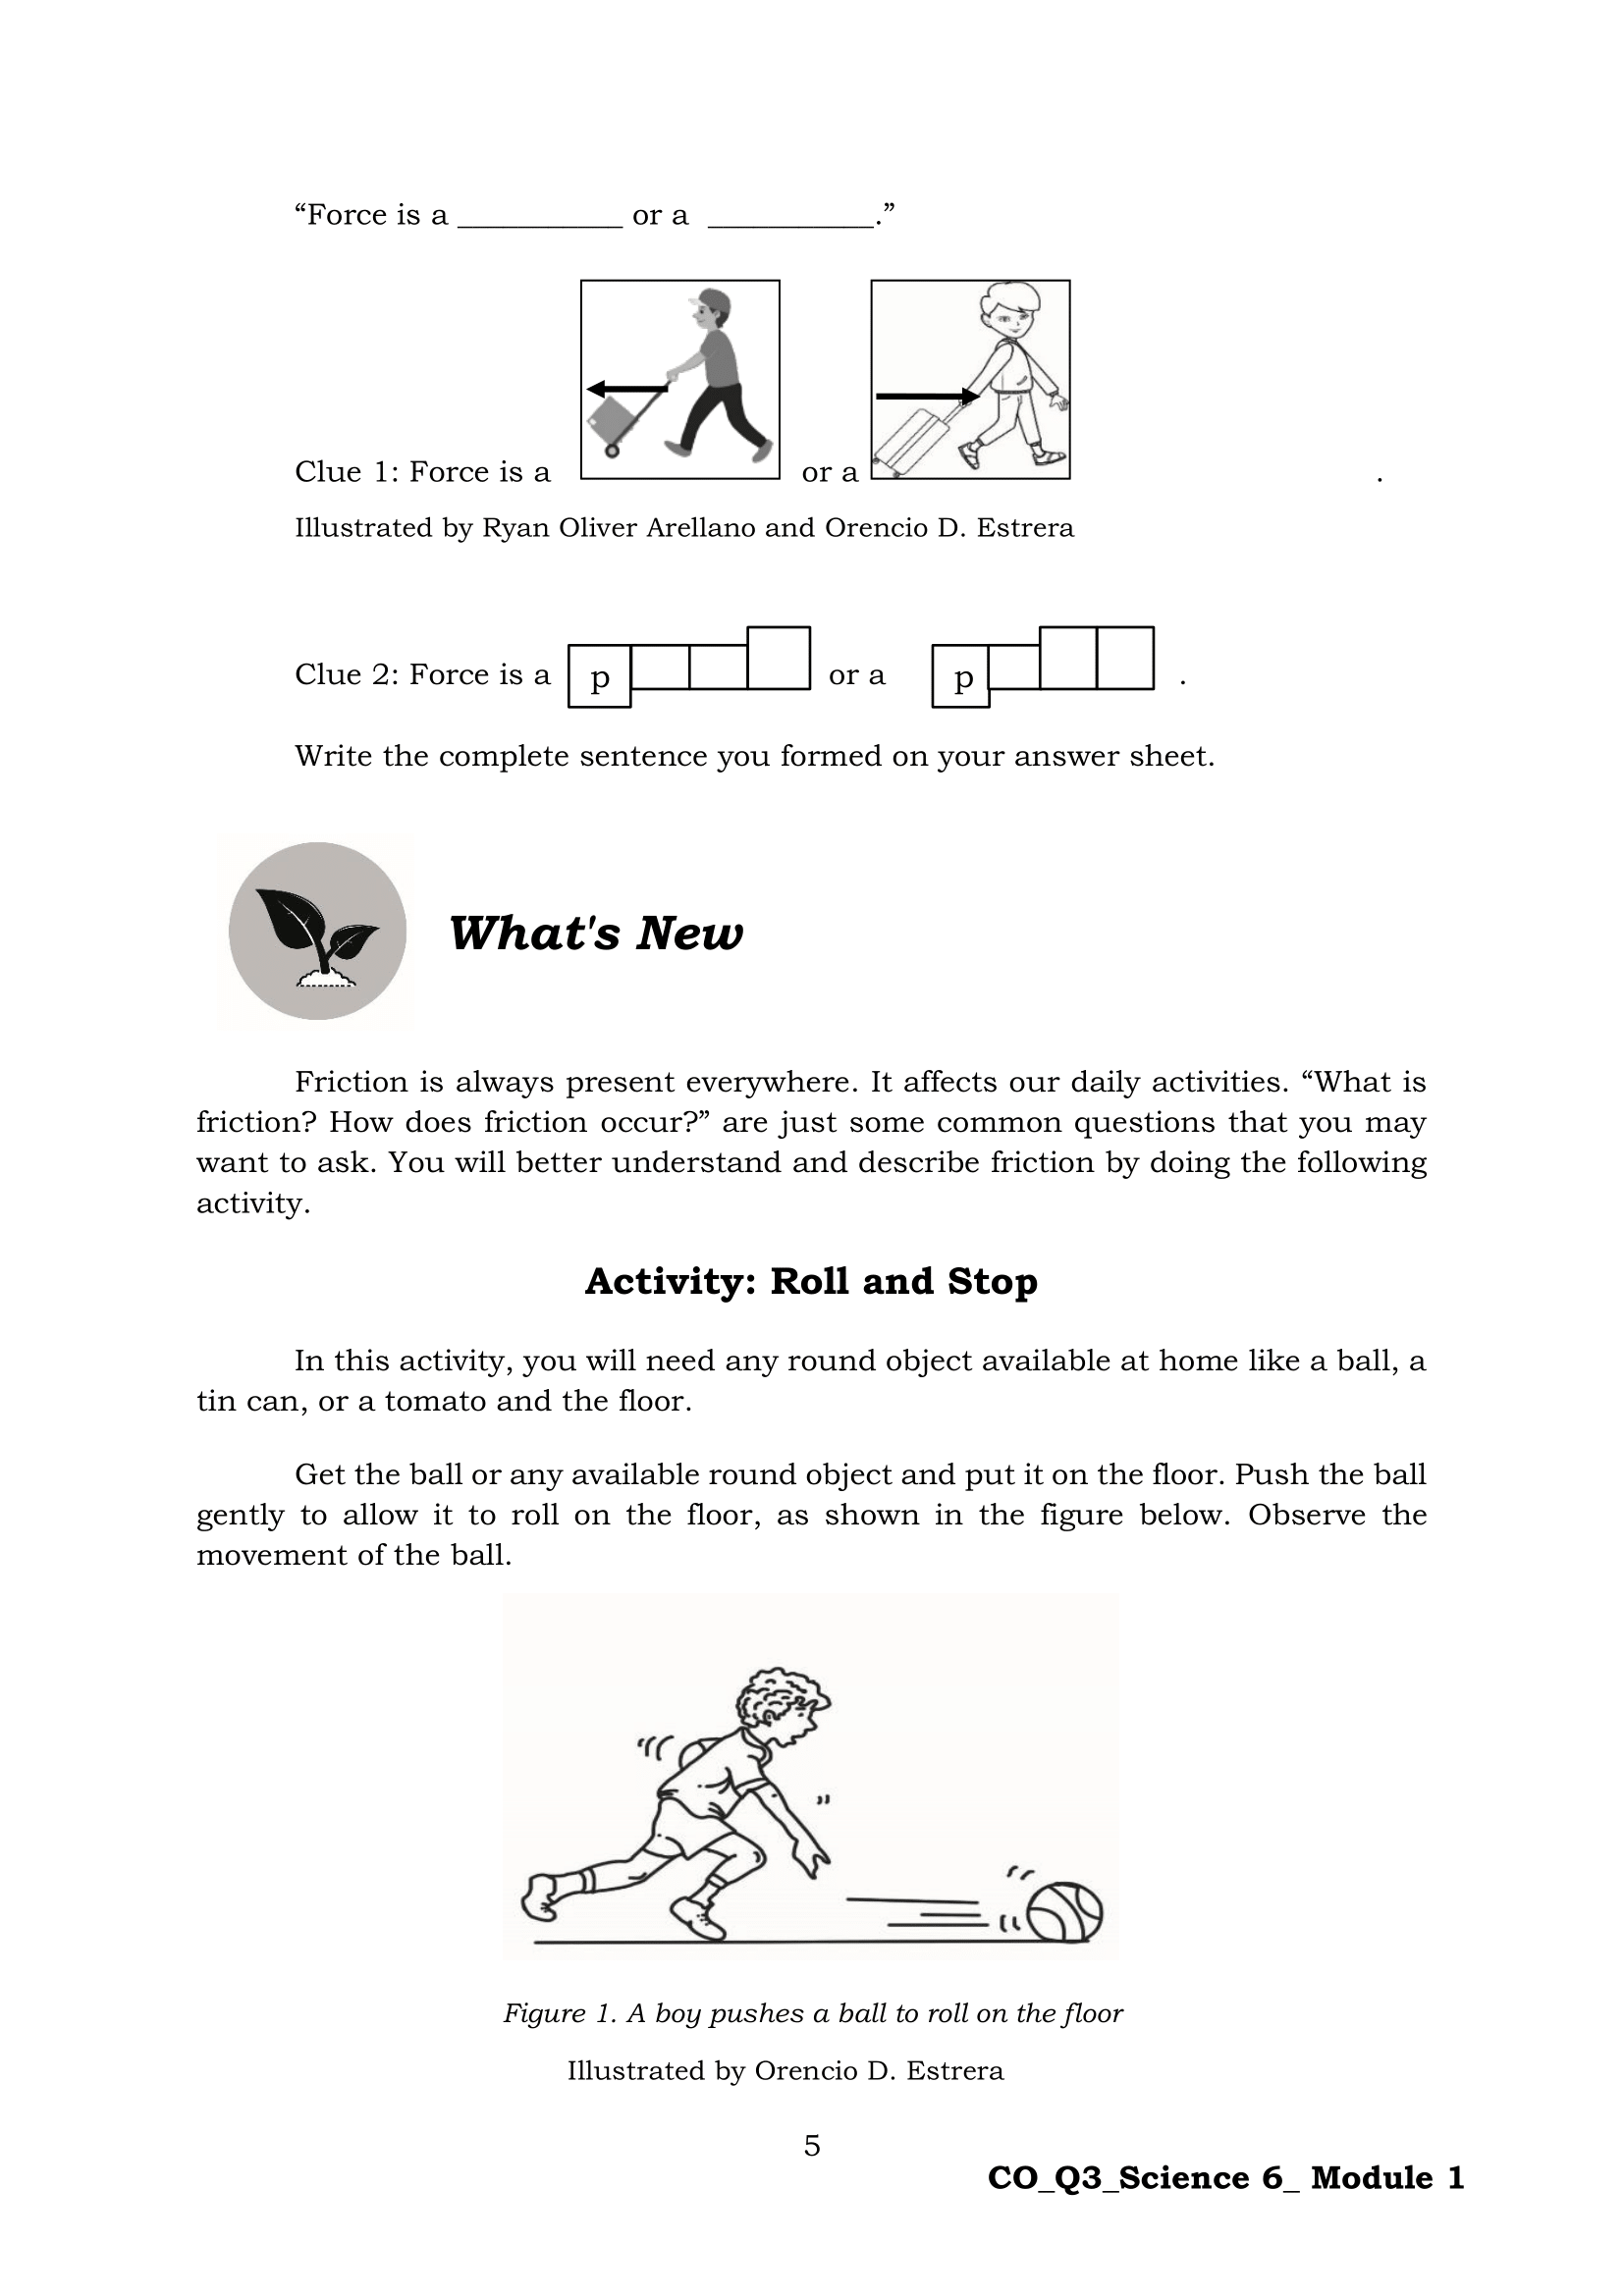 “Force is a ___________ or a ___________.”
Clue 1: Force is a or a .
Illustrated by Ryan Oliver Arellano and Orencio D. Estrera
Clue 2: Force is a p or a p .
Write the complete sentence you formed on your answer sheet.
What's New
Friction is always present everywhere. It affects our daily activities. “What is
friction? How does friction occur?” are just some common questions that you may
want to ask. You will better understand and describe friction by doing the following
activity.
Activity: Roll and Stop
In this activity, you will need any round object available at home like a ball, a
tin can, or a tomato and the floor.
Get the ball or any available round object and put it on the floor. Push the ball
gently to allow it to roll on the floor, as shown in the figure below. Observe the
movement of the ball.
Figure 1. A boy pushes a ball to roll on the floor
Illustrated by Orencio D. Estrera
5
CO_Q3_Science 6_ Module 1